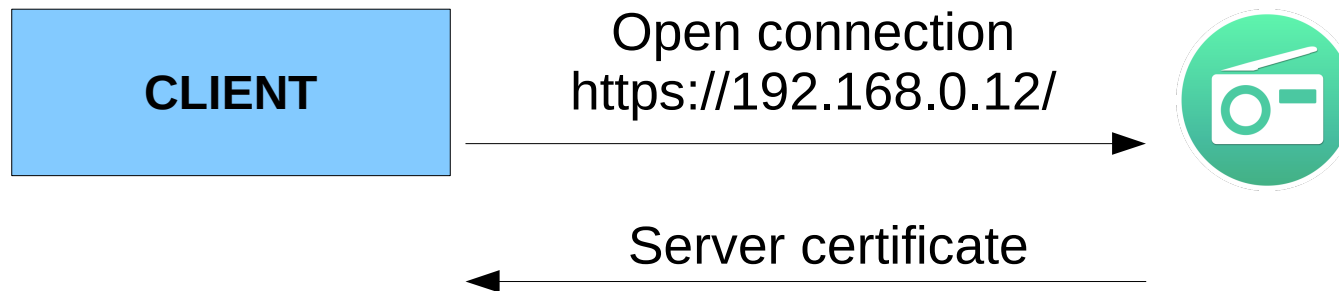 CLIENT
Open connection
https://192.168.0.12/
Server certificate